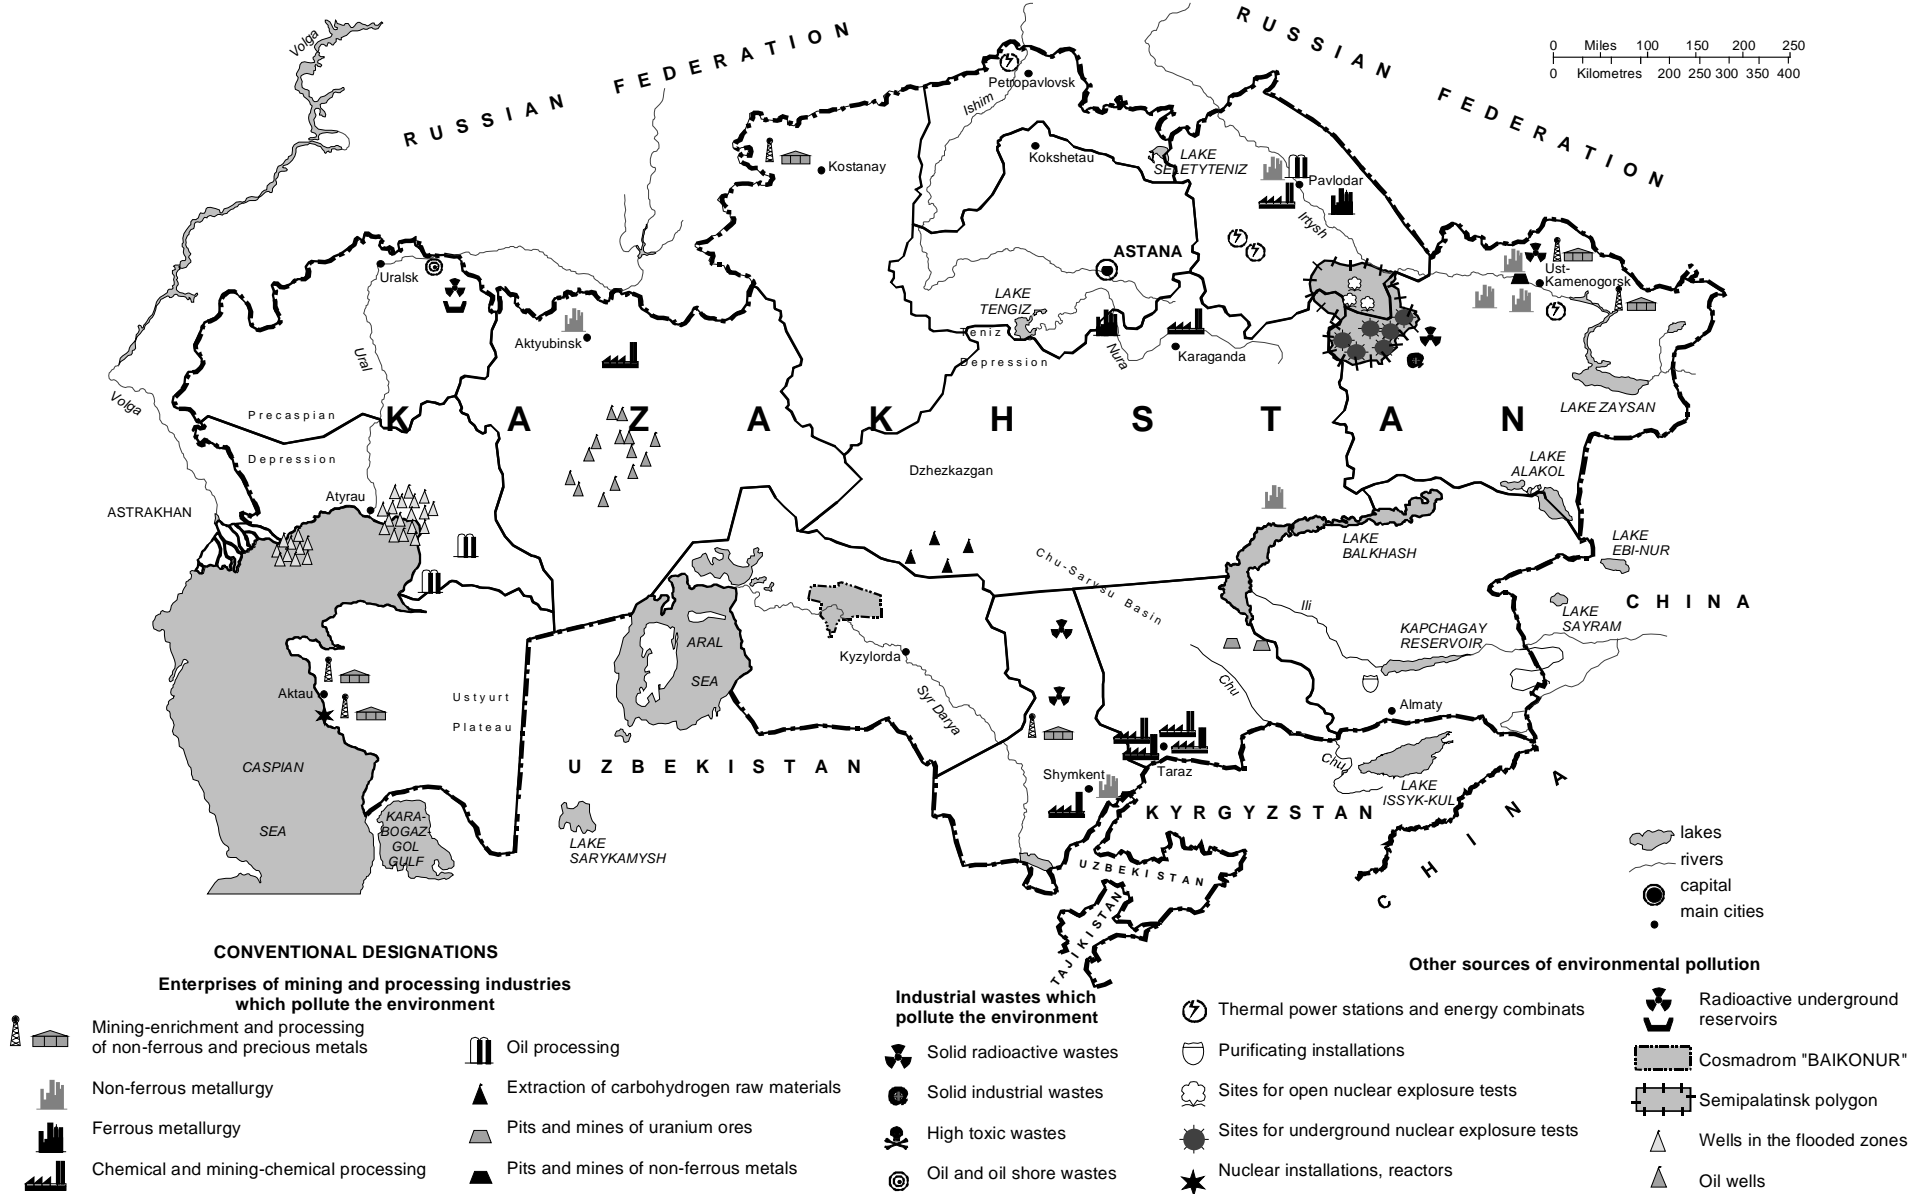 Volga
RUSSIAN FEDERATION
RUSSIAN FEDERATION
0 Miles 100 150 200 250
0 Kilometres 200 250 300 350 400
Petropavlovsk
Ishim
Kostanay
Kokshetau
LAKE
SELETYTENIZ
Pavlodar
Irtysh
ASTANA
Uralsk
Ust-
Kamenogorsk
LAKE
TENGIZ
Teniz
Depression
Nura
Karaganda
Aktyubinsk
Ural
Volga
Precaspian
Depression
KAZAKHSTAN
LAKE ZAYSAN
LAKE
ALAKOL
Dzhezkazgan
Atyrau
ASTRAKHAN
LAKE
BALKHASH
LAKE
EBI-NUR
Chu-Sarysu Basin
Ili
CHINA
LAKE
SAYRAM
KAPCHAGAY
RESERVOIR
ARAL
SEA
Kyzylorda
Syr Darya
Chu
Aktau
Ustyurt
Plateau
Almaty
CASPIAN
SEA
UZBEKISTAN
Shymkent
Taraz
Chu
LAKE
ISSYK-KUL
KYRGYZSTAN
CHINA
KARA-
BOGAZ-
GOL
GULF
LAKE
SARYKAMYSH
UZBEKISTAN
TAJIKISTAN
lakes
rivers
capital
main cities
CONVENTIONAL DESIGNATIONS
Enterprises of mining and processing industries
which pollute the environment
Mining-enrichment and processing
of non-ferrous and precious metals
Non-ferrous metallurgy
Ferrous metallurgy
Chemical and mining-chemical processing
Oil processing
Extraction of carbohydrogen raw materials
Pits and mines of uranium ores
Pits and mines of non-ferrous metals
Industrial wastes which
pollute the environment
Solid radioactive wastes
Solid industrial wastes
High toxic wastes
Oil and oil shore wastes
Other sources of environmental pollution
Thermal power stations and energy combinats
Purificating installations
Sites for open nuclear explosure tests
Sites for underground nuclear explosure tests
Nuclear installations, reactors
Radioactive underground
reservoirs
Cosmadrom "BAIKONUR"
Semipalatinsk polygon
Wells in the flooded zones
Oil wells